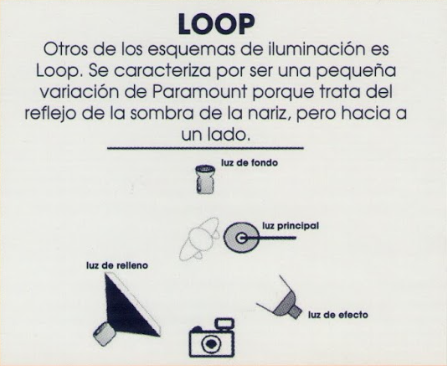 LOOP
Otros de los esquemas de iluminación es
Loop. Se caracteriza por ser una pequeña
variación de Paramount porque trata del
reflejo de la sombra de la nariz, pero hacia a
un lado.
luz de fondo
luz principal
luz de relleno
luz de efecto